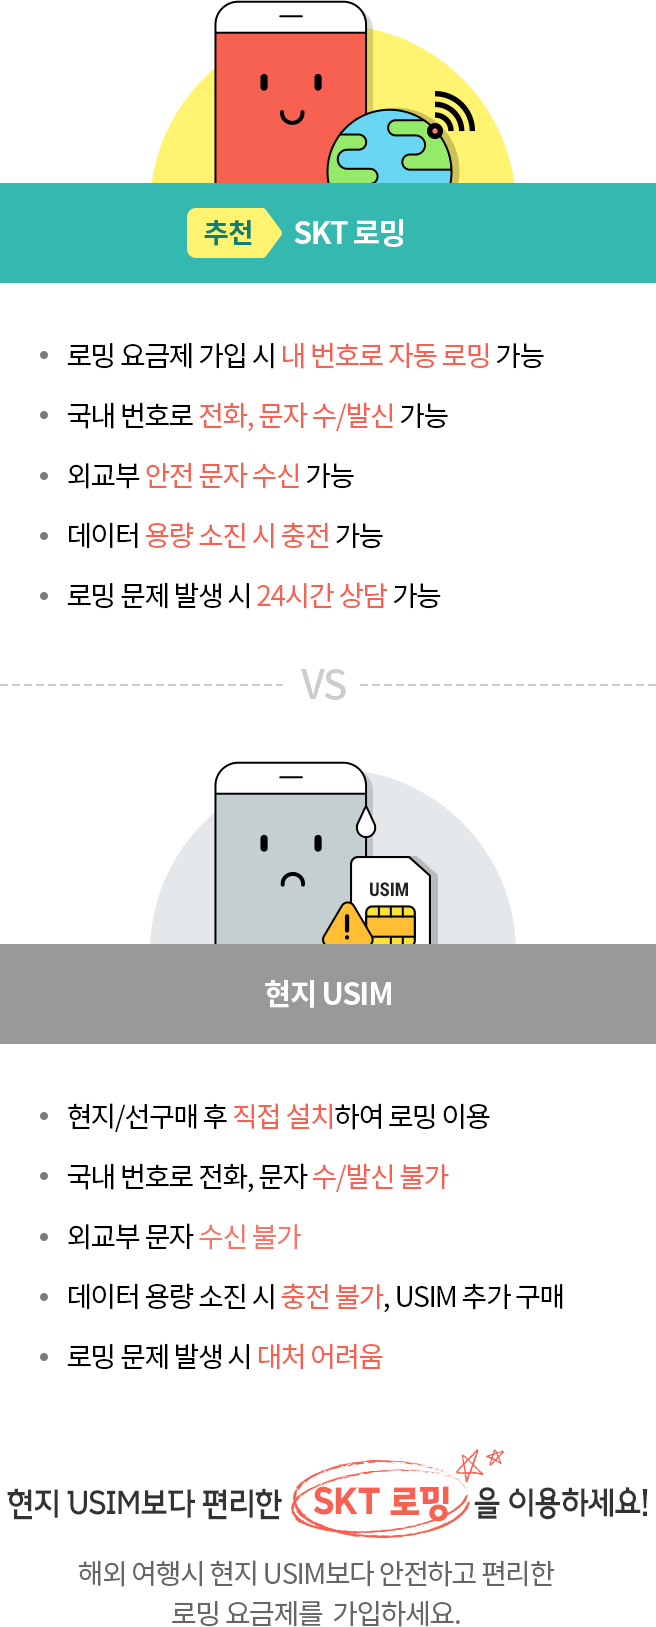 추천 SKT 로밍
로밍 요금제 가입 시 내 번호로 자동 로밍 가능
국내 번호로 전화, 문자 수/발신 가능
외교부 안전 문자 수신 가능
데이터 용량 소진 시 충전 가능
로밍 문제 발생 시 24시간 상담 가능
VS
USIM
현지 USIM
현지/선구매 후 직접 설치하여 로밍 이용
국내 번호로 전화, 문자 수/발신 불가
외교부 문자 수신 불가
데이터 용량 소진 시 충전 불가, USIM 추가 구매
로밍 문제 발생 시 대처 어려움
현지 USIM보다 편리한 SKT 로밍을 이용하세요!
해외 여행시 현지 USIM보다 안전하고 편리한
로밍 요금제를 가입하세요.